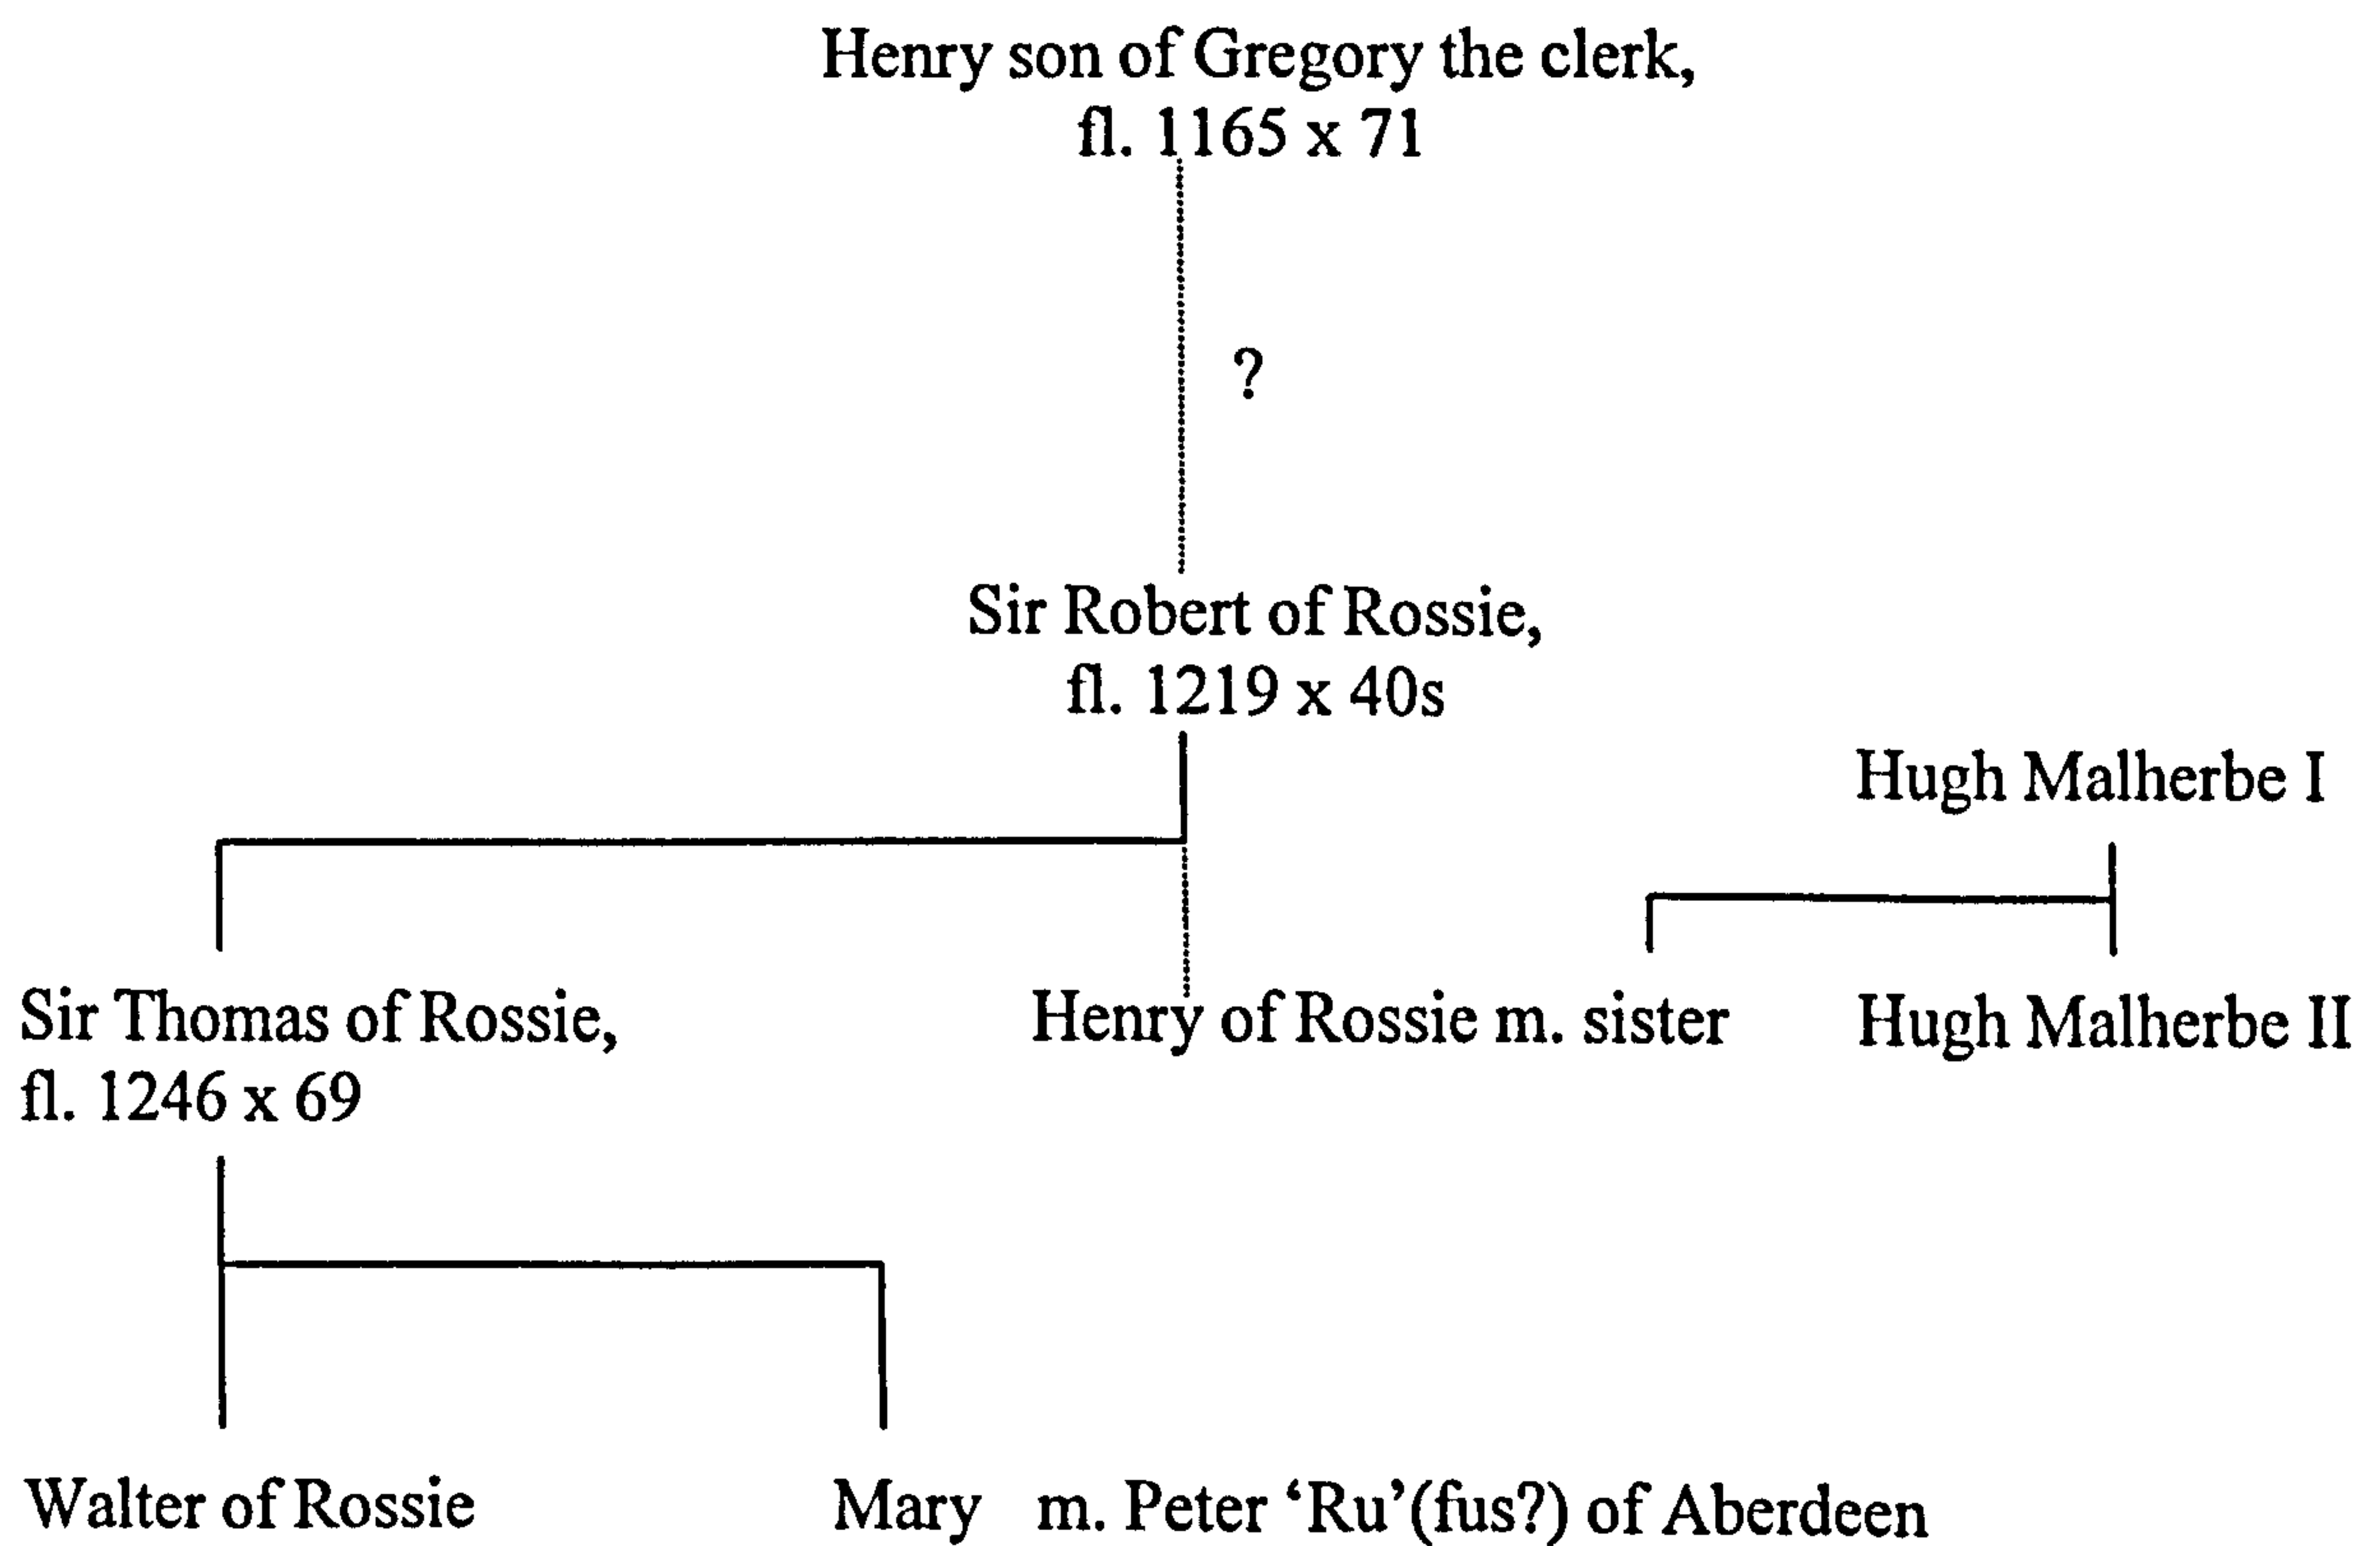 Henry son of Gregory the clerk,
fl. 1165 x 71
?
Sir Robert of Rossie,
fl. 1219 x 40s
Hugh Malherbe I
Sir Thomas of Rossie,
fl. 1246 x 69
Henry of Rossie m. sister
Hugh Malherbe II
Walter of Rossie
Mary m. Peter ‘Ru’(fus?) of Aberdeen